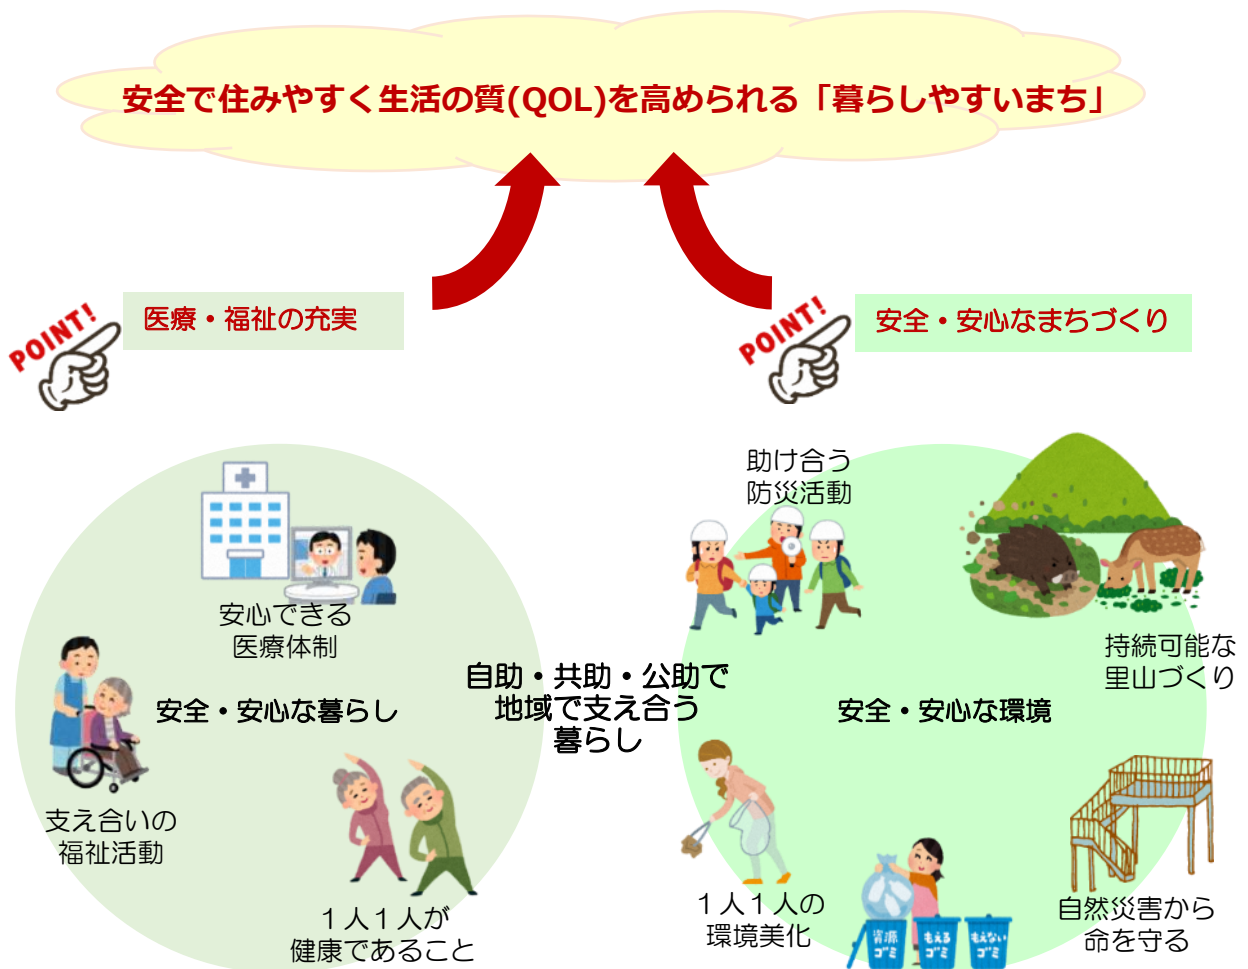 安全で住みやすく生活の質(QOL)を高められる「暮らしやすいまち」
POINT!
医療・福祉の充実
POINT!
安全・安心なまちづくり
安心できる
医療体制
安全・安心な暮らし
支え合いの
福祉活動
１人１人が
健康であること
自助・共助・公助で
地域で支え合う
暮らし
助け合う
防災活動
持続可能な
里山づくり
安全・安心な環境
１人１人の
環境美化
資源
ゴミ
もえる
ゴミ
もえない
ゴミ
自然災害から
命を守る